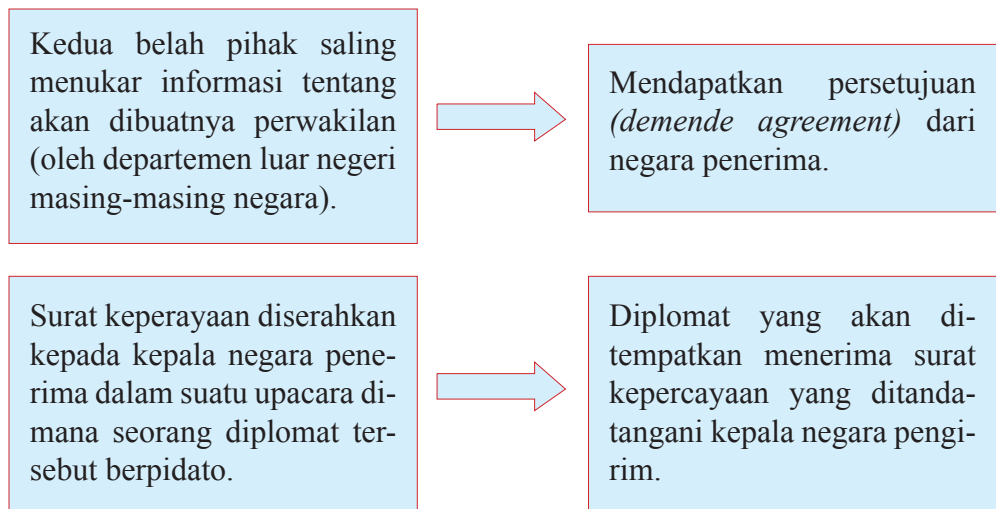 Kedua belah pihak saling
menukar informasi tentang
akan dibuatnya perwakilan
(oleh departemen luar negeri
masing-masing negara).
Mendapatkan persetujuan
(demende agreement) dari
negara penerima.
Surat keperayaan diserahkan
kepada kepala negara pene-
rima dalam suatu upacara di-
mana seorang diplomat ter-
sebut berpidato.
Diplomat yang akan di-
tempatkan menerima surat
kepercayaan yang ditanda-
tangani kepala negara pengi-
rim.